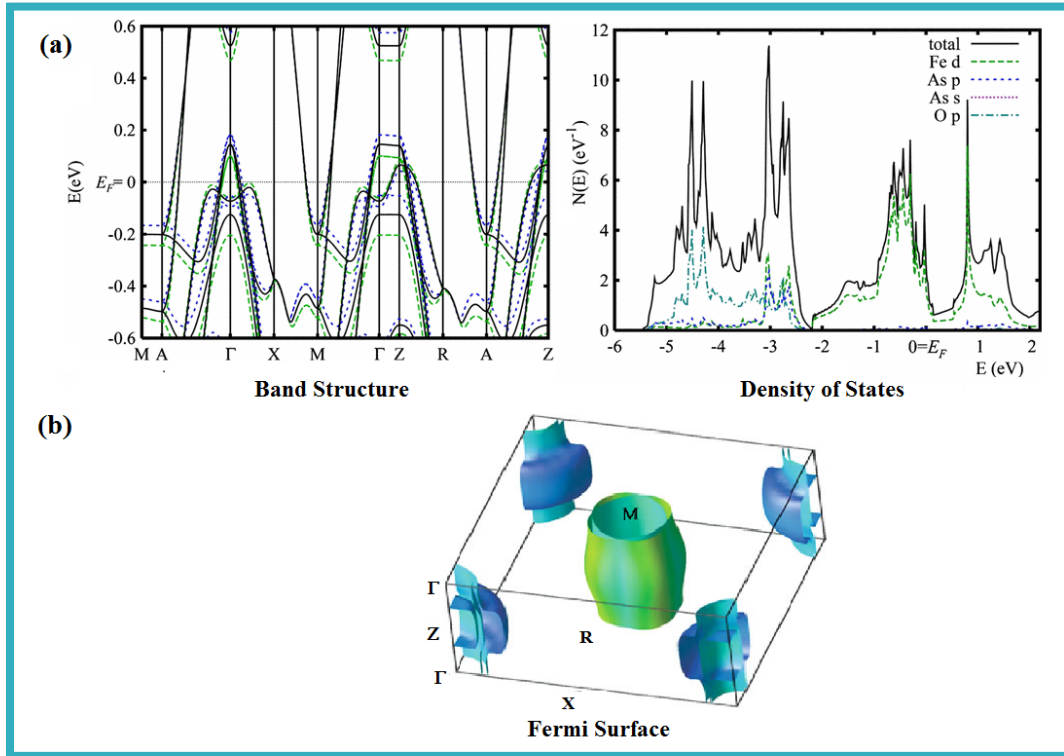 (a)
0.6
0.4
0.2
E_F= 0
-0.2
-0.4
-0.6
E(eV)
M A Γ X M Γ Z R A Z
Band Structure
12
10
8
6
4
2
0
N(E) (eV⁻¹)
total
Fe d
As p
As s
O p
-6 -5 -4 -3 -2 -1 0=E_F 1 2
E (eV)
Density of States
(b)
M
Γ
Z
R
Γ
X
Fermi Surface